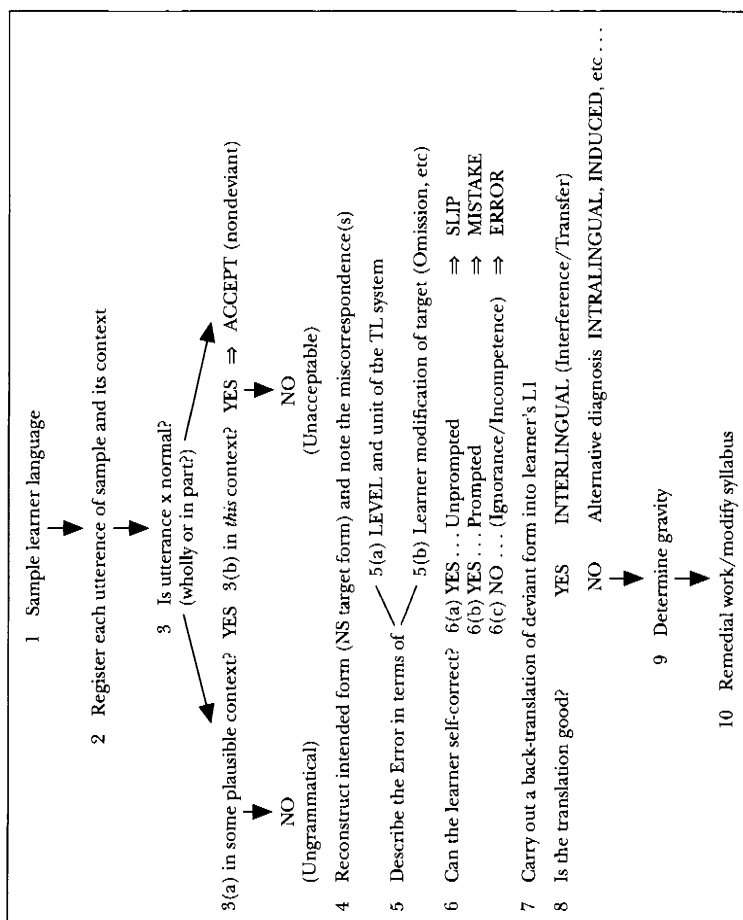 1 Sample learner language
2 Register each utterence of sample and its context
3 Is utterance x normal?
(wholly or in part?)
3(a) in some plausible context? YES 3(b) in this context? YES ⇒ ACCEPT (nondeviant)
NO NO
(Ungrammatical) (Unacceptable)
4 Reconstruct intended form (NS target form) and note the miscorrespondence(s)
5(a) LEVEL and unit of the TL system
5 Describe the Error in terms of
5(b) Learner modification of target (Omission, etc)
6 Can the learner self-correct? 6(a) YES ... Unprompted ⇒ SLIP
6(b) YES ... Prompted ⇒ MISTAKE
6(c) NO ... (Ignorance/Incompetence) ⇒ ERROR
7 Carry out a back-translation of deviant form into learner's L1
8 Is the translation good? YES INTERLINGUAL (Interference/Transfer)
NO Alternative diagnosis INTRALINGUAL, INDUCED, etc ...
9 Determine gravity
10 Remedial work/modify syllabus